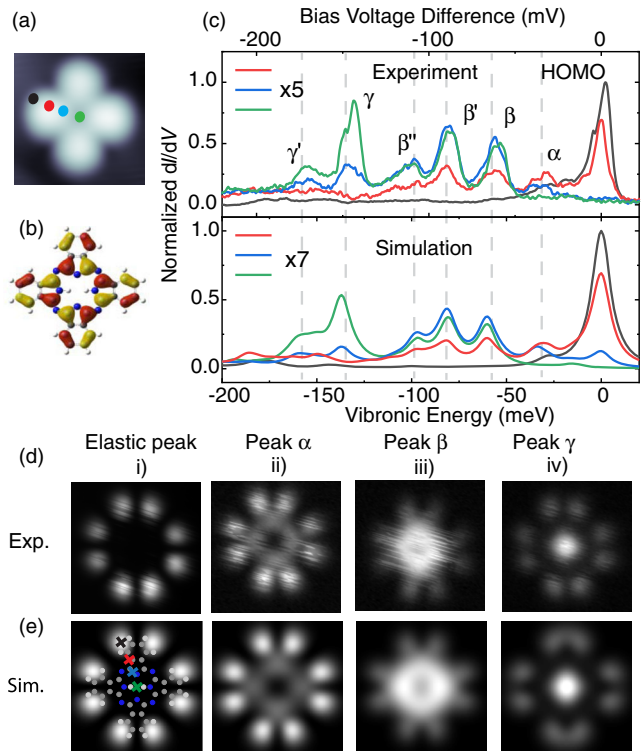 (a)
(b)
(c)
Bias Voltage Difference (mV)
-200 -100 0
Normalized dI/dV
1.0
0.5
0.0
x5
Experiment
HOMO
γ'
γ
β''
β'
β
α
1.0
0.5
0.0
x7
Simulation
-200 -150 -100 -50 0
Vibronic Energy (meV)
(d)
Elastic peak
i)
Peak α
ii)
Peak β
iii)
Peak γ
iv)
Exp.
(e)
Sim.